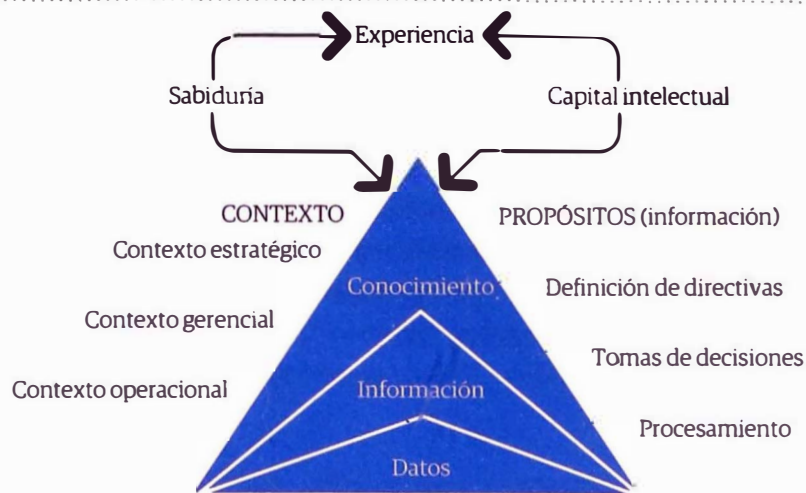 Experiencia
Sabiduría
Capital intelectual
CONTEXTO
PROPÓSITOS (información)
Contexto estratégico
Conocimiento
Definición de directivas
Contexto gerencial
Tomas de decisiones
Contexto operacional
Información
Procesamiento
Datos